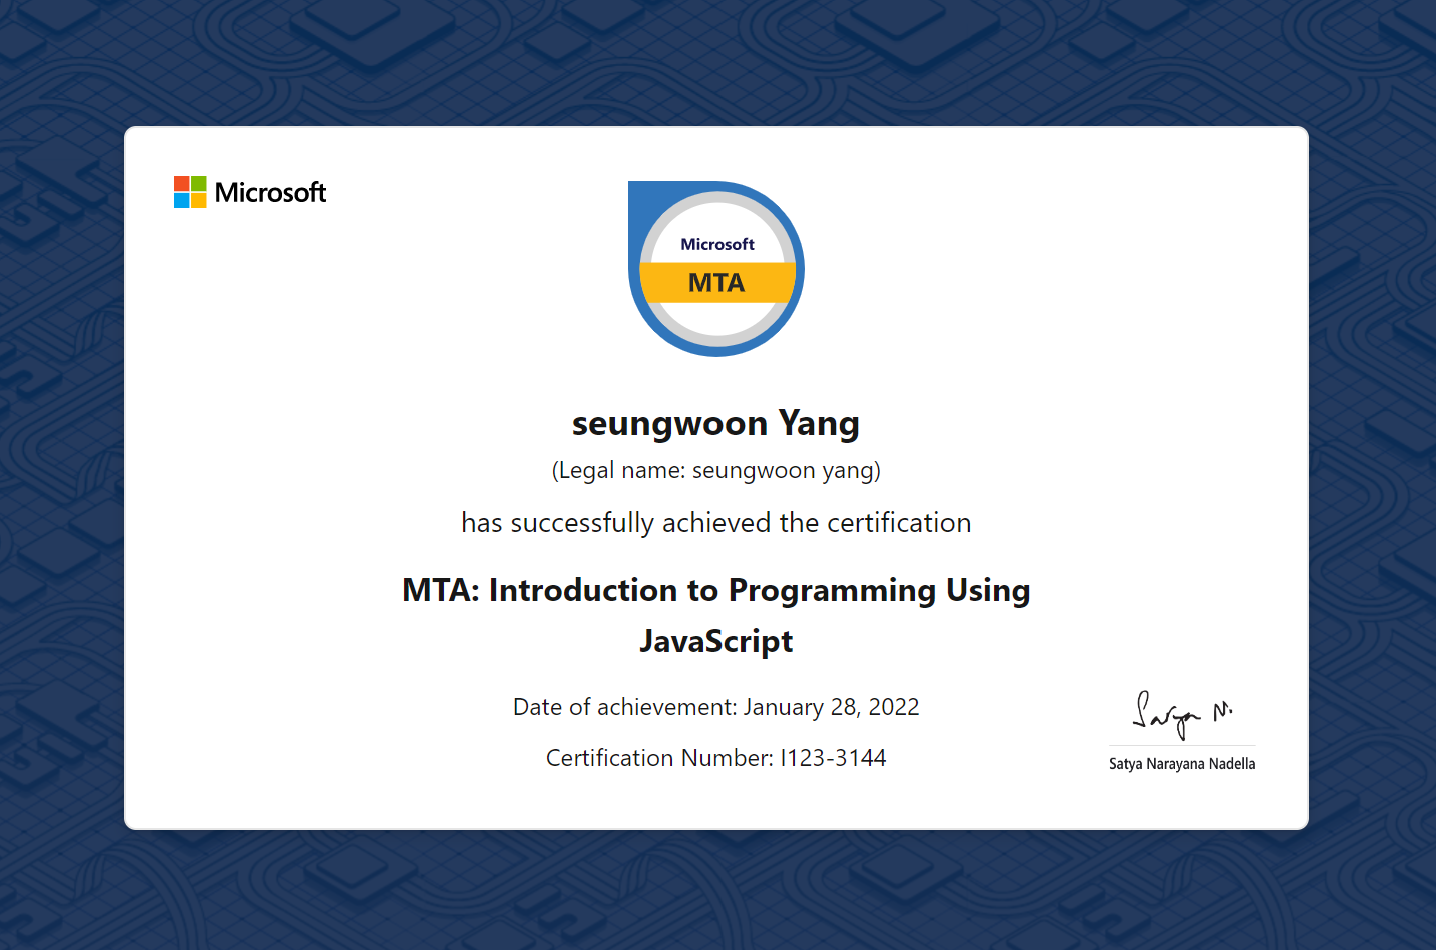 Microsoft
Microsoft
MTA
seungwoon Yang
(Legal name: seungwoon yang)
has successfully achieved the certification
MTA: Introduction to Programming Using
JavaScript
Date of achievement: January 28, 2022
Certification Number: I123-3144
Satya N.
Satya Narayana Nadella